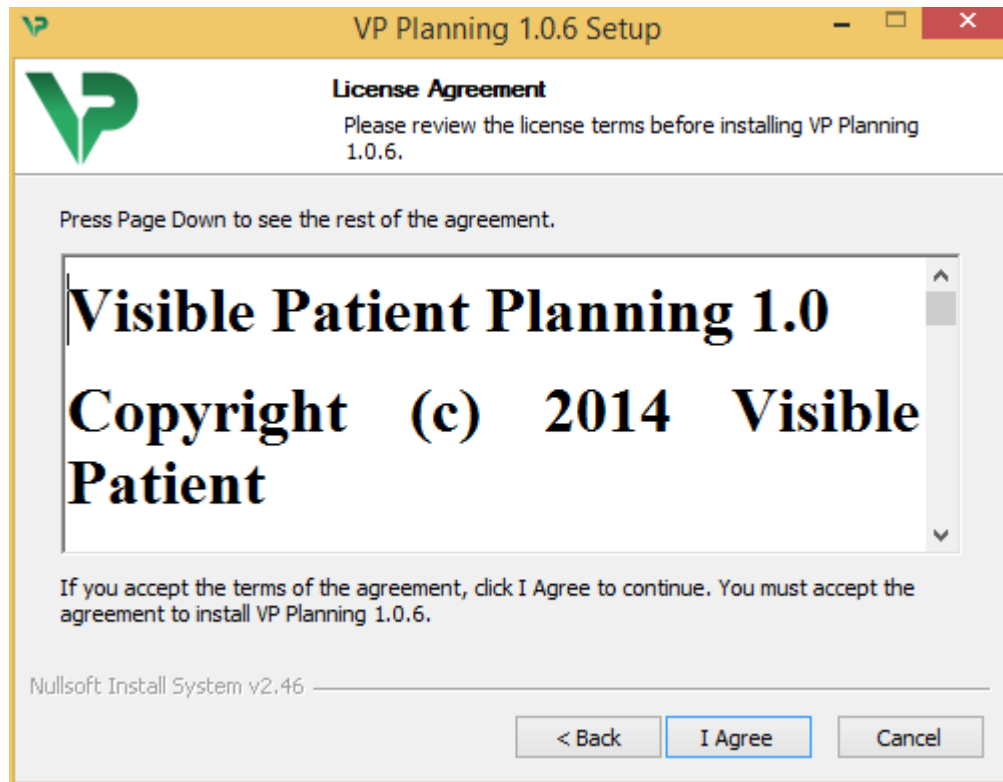 VP Planning 1.0.6 Setup
License Agreement
Please review the license terms before installing VP Planning
1.0.6.
Press Page Down to see the rest of the agreement.
Visible Patient Planning 1.0
Copyright (c) 2014 Visible
Patient
If you accept the terms of the agreement, click I Agree to continue. You must accept the
agreement to install VP Planning 1.0.6.
Nullsoft Install System v2.46
< Back I Agree Cancel